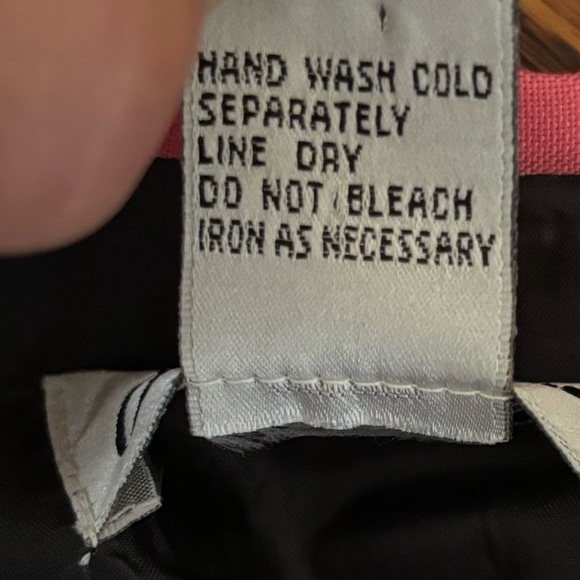 HAND WASH COLD
SEPARATELY
LINE DRY
DO NOT BLEACH
IRON AS NECESSARY